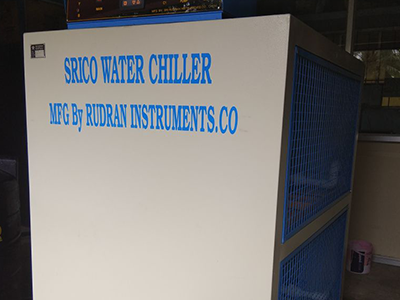 SRICO WATER CHILLER
MFG By RUDRAN INSTRUMENTS.CO